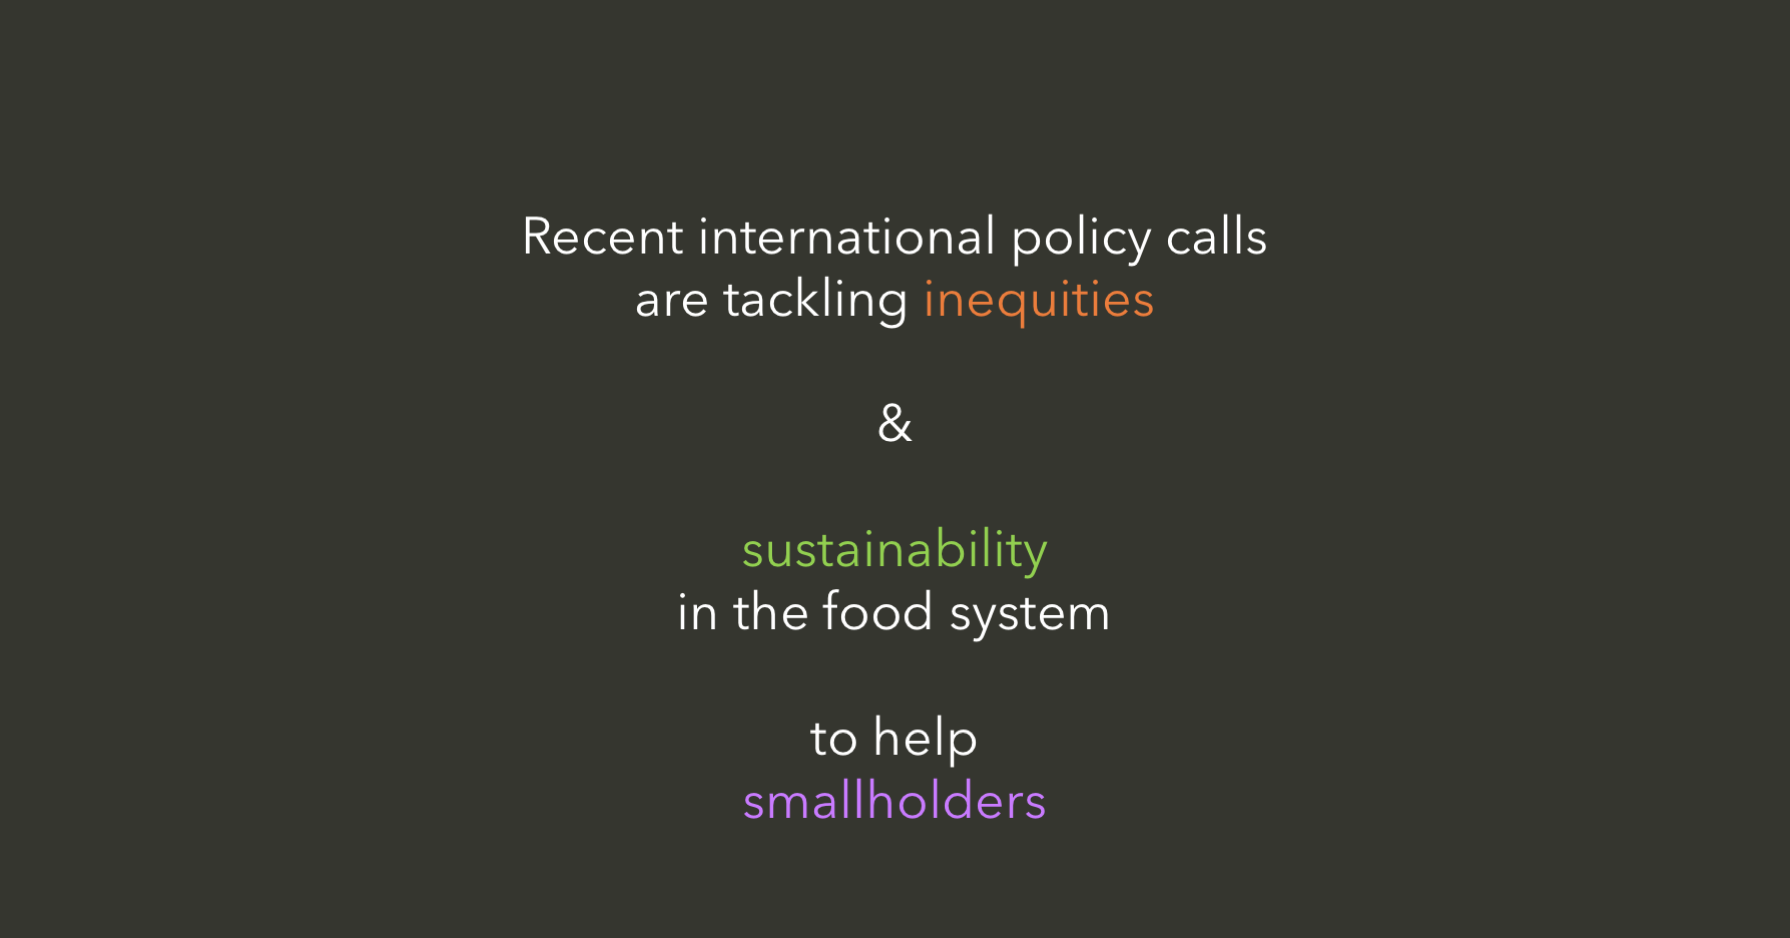 Recent international policy calls
are tackling inequities
&
sustainability
in the food system
to help
smallholders